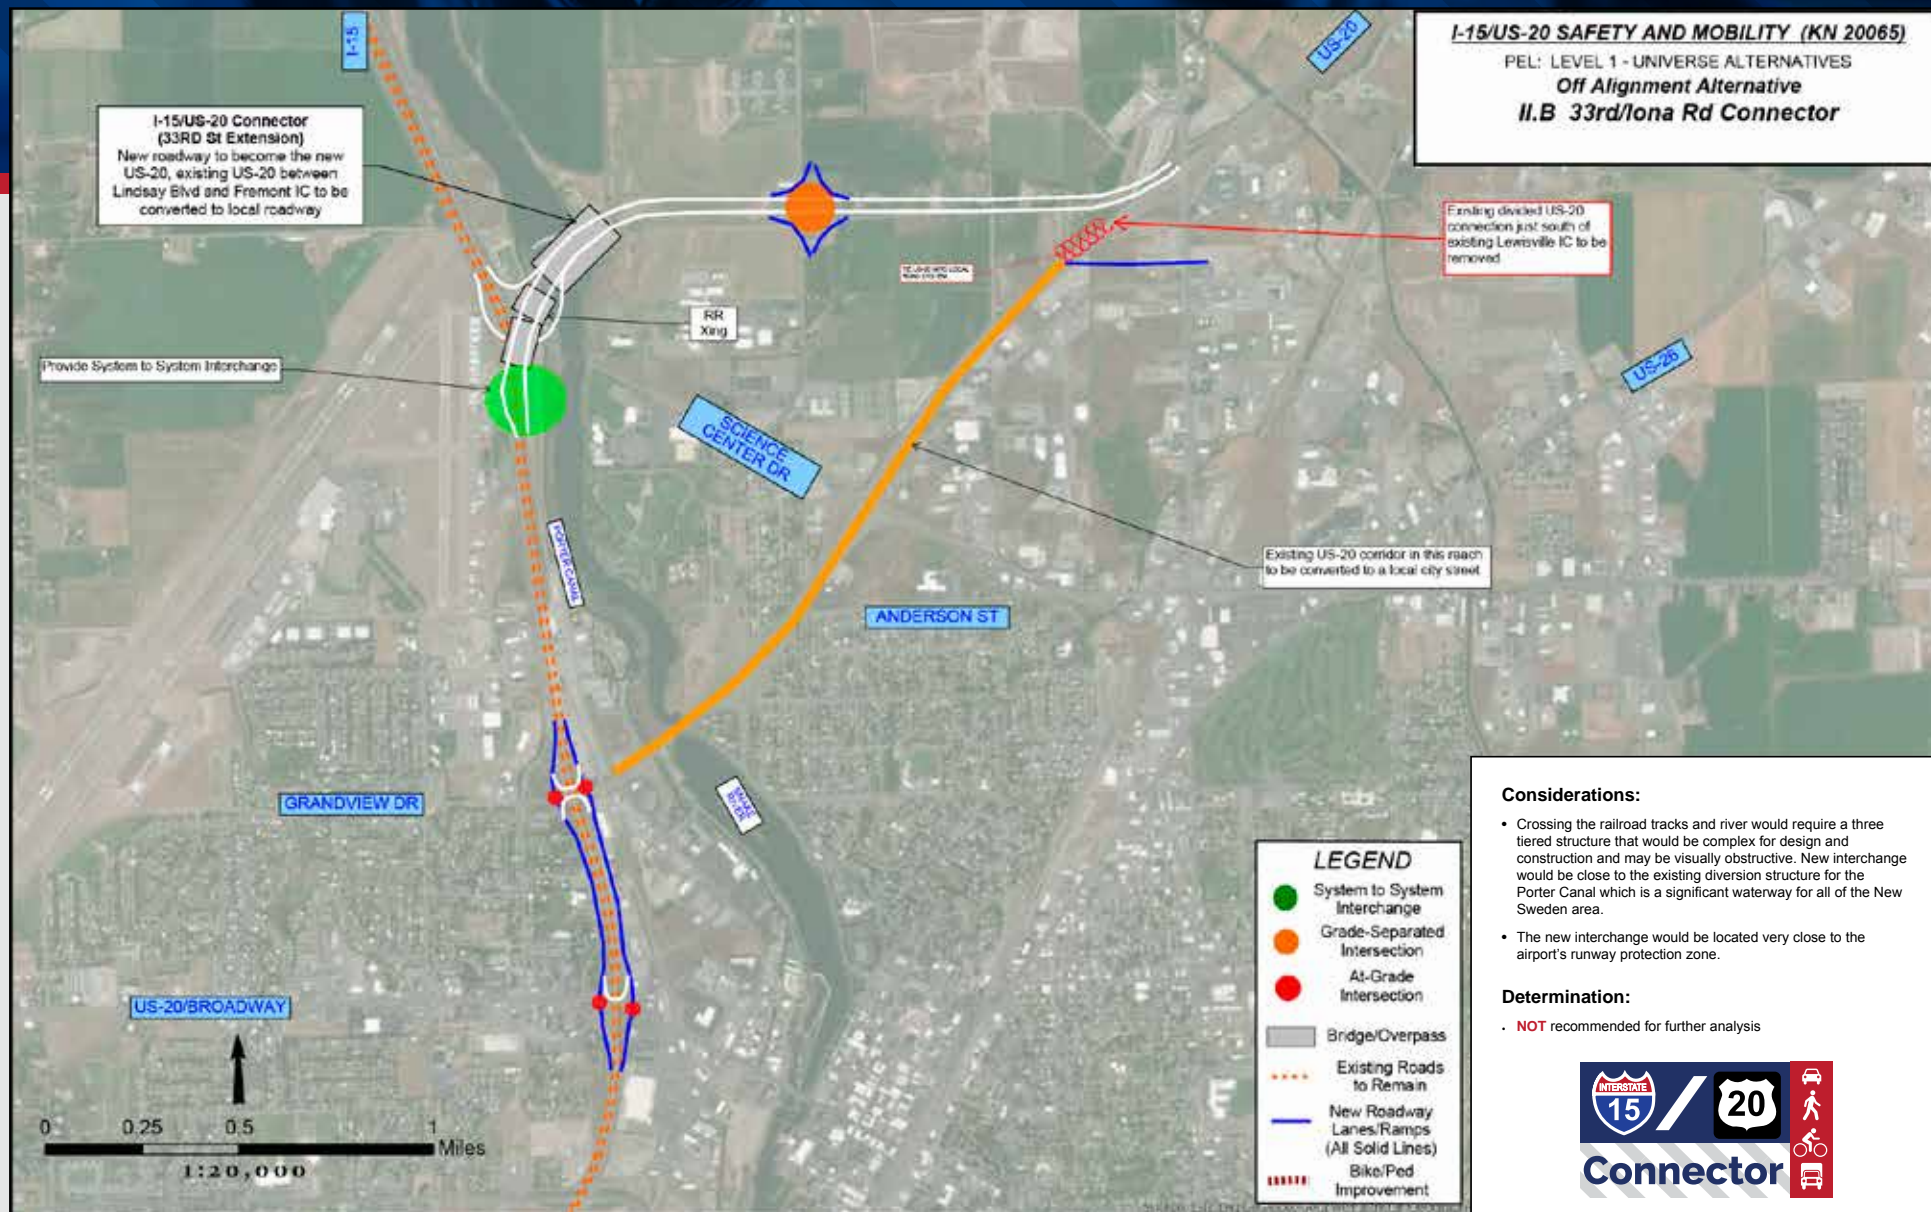 I-15
US-20
I-15/US-20 SAFETY AND MOBILITY (KN 20065)
PEL: LEVEL 1 - UNIVERSE ALTERNATIVES
Off Alignment Alternative
II.B 33rd/Iona Rd Connector
I-15/US-20 Connector
(33RD St Extension)
New roadway to become the new
US-20, existing US-20 between
Lindsay Blvd and Fremont IC to be
converted to local roadway
Existing divided US-20
connection just south of
existing Lewisville IC to be
removed
RR
Xing
Provide System to System Interchange
US-26
SCIENCE
CENTER DR
PORTER CANAL
Existing US-20 corridor in this reach
to be converted to a local city street
ANDERSON ST
GRANDVIEW DR
SNAKE
RIVER
US-20/BROADWAY
0 0.25 0.5 1
Miles
1:20,000
LEGEND
System to System
Interchange
Grade-Separated
Intersection
At-Grade
Intersection
Bridge/Overpass
Existing Roads
to Remain
New Roadway
Lanes/Ramps
(All Solid Lines)
Bike/Ped
Improvement
Considerations:
• Crossing the railroad tracks and river would require a three
tiered structure that would be complex for design and
construction and may be visually obstructive. New interchange
would be close to the existing diversion structure for the
Porter Canal which is a significant waterway for all of the New
Sweden area.
• The new interchange would be located very close to the
airport's runway protection zone.
Determination:
• NOT recommended for further analysis
INTERSTATE
15
20
Connector